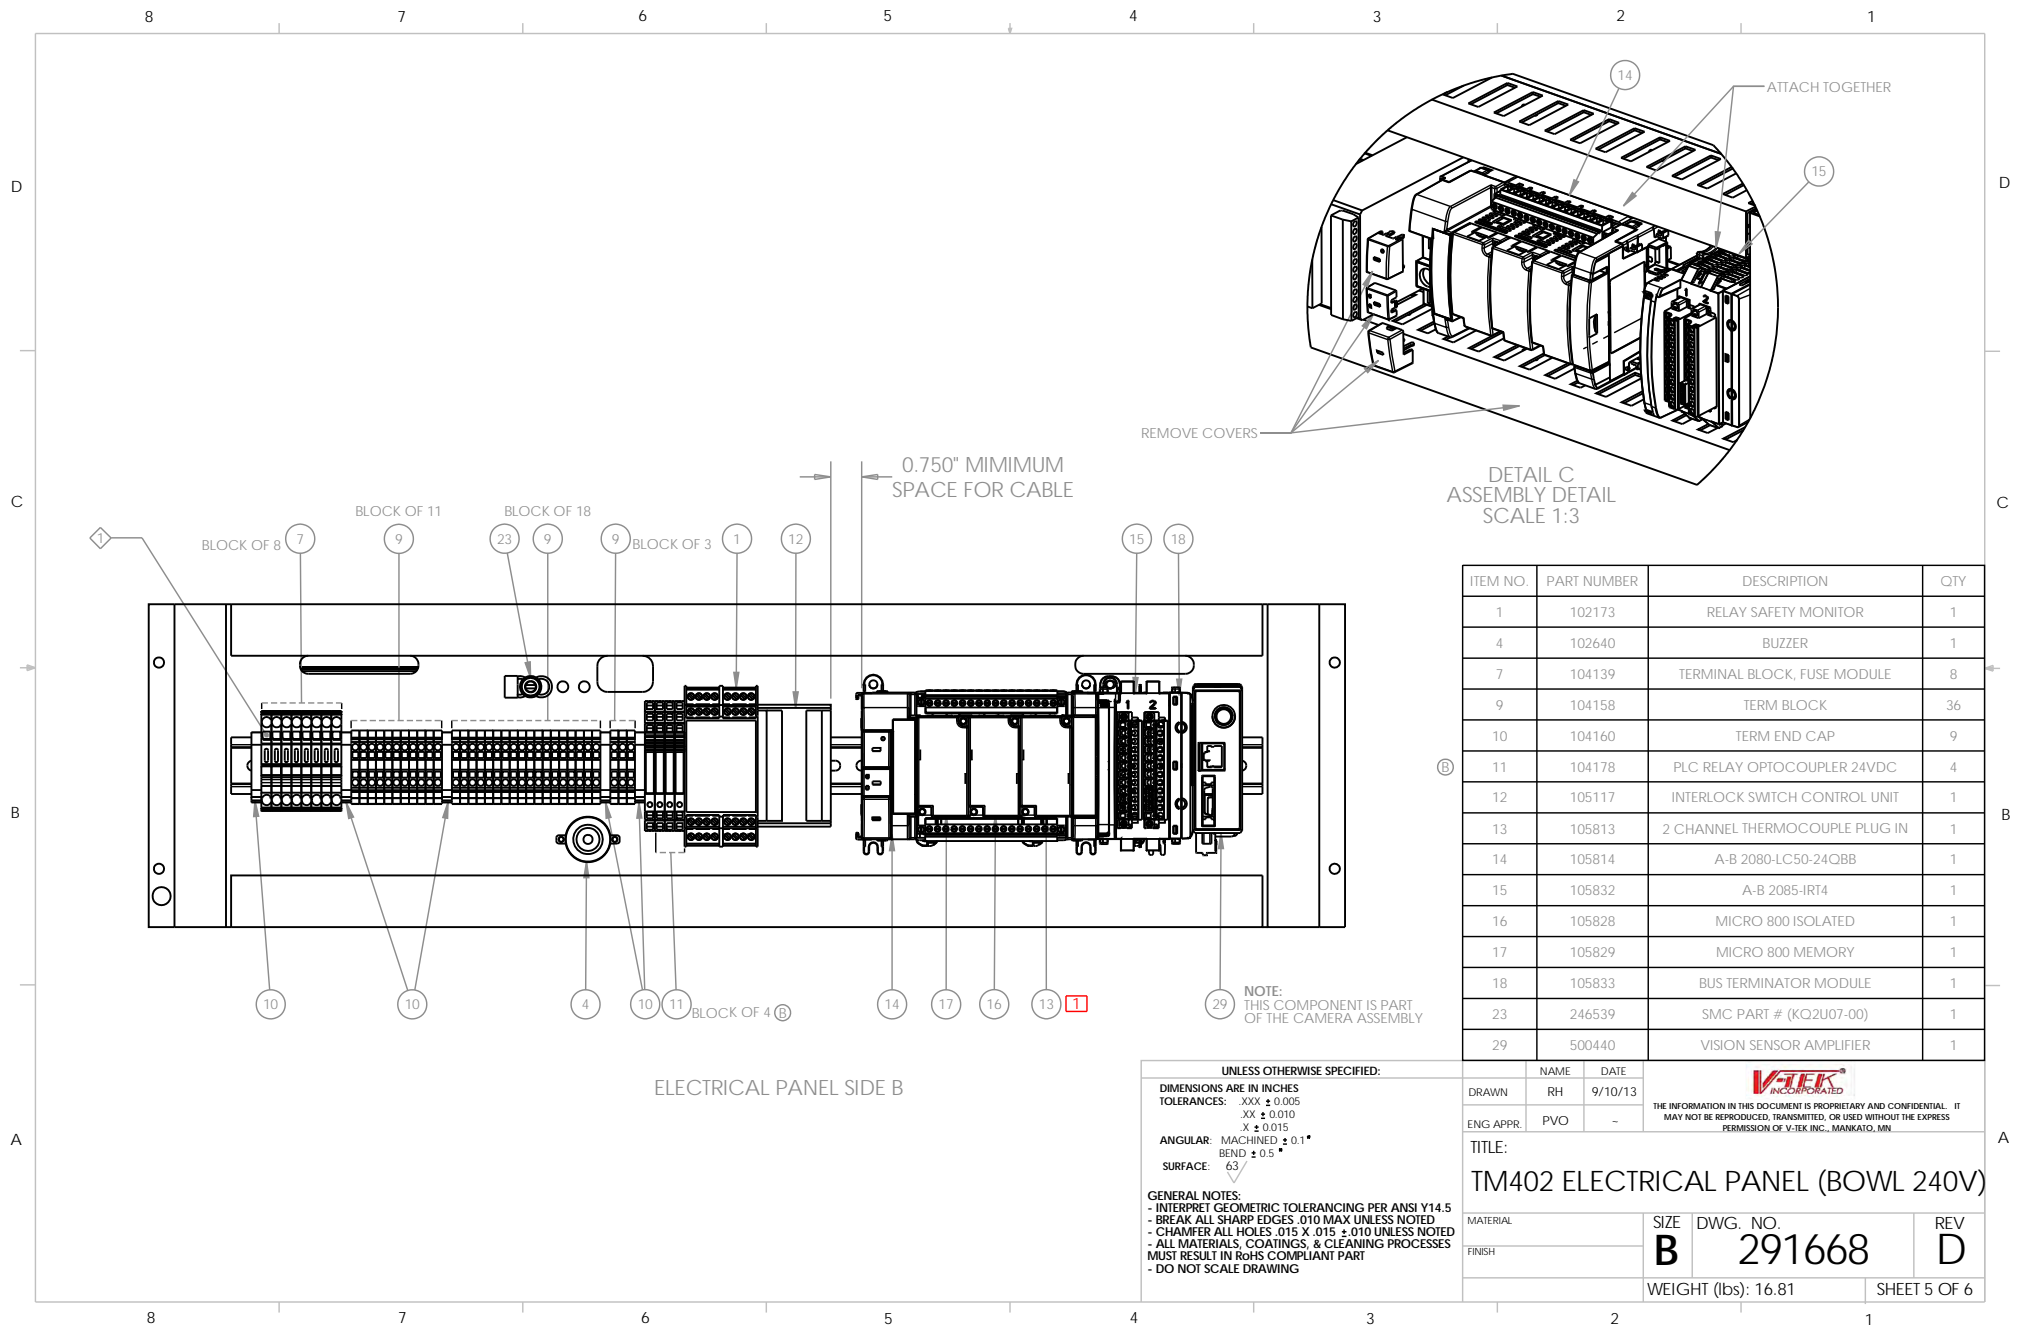 8 7 6 5 4 3 2 1
D D
C C
B B
A A
14
ATTACH TOGETHER
15
REMOVE COVERS
DETAIL C
ASSEMBLY DETAIL
SCALE 1:3
0.750" MIMIMUM
SPACE FOR CABLE
1
BLOCK OF 8 7
BLOCK OF 11
9
BLOCK OF 18
23 9
9 BLOCK OF 3
1
12
15
18
1 2
1 2
10
10
4
10
11 BLOCK OF 4 B
14
17
16
13 1
29
NOTE:
THIS COMPONENT IS PART
OF THE CAMERA ASSEMBLY
ELECTRICAL PANEL SIDE B
ITEM NO. PART NUMBER DESCRIPTION QTY
1 102173 RELAY SAFETY MONITOR 1
4 102640 BUZZER 1
7 104139 TERMINAL BLOCK, FUSE MODULE 8
9 104158 TERM BLOCK 36
10 104160 TERM END CAP 9
B 11 104178 PLC RELAY OPTOCOUPLER 24VDC 4
12 105117 INTERLOCK SWITCH CONTROL UNIT 1
13 105813 2 CHANNEL THERMOCOUPLE PLUG IN 1
14 105814 A-B 2080-LC50-24QBB 1
15 105832 A-B 2085-IRT4 1
16 105828 MICRO 800 ISOLATED 1
17 105829 MICRO 800 MEMORY 1
18 105833 BUS TERMINATOR MODULE 1
23 246539 SMC PART # (KQ2U07-00) 1
29 500440 VISION SENSOR AMPLIFIER 1
UNLESS OTHERWISE SPECIFIED:
DIMENSIONS ARE IN INCHES
TOLERANCES: .XXX ± 0.005
.XX ± 0.010
.X ± 0.015
ANGULAR: MACHINED ± 0.1°
BEND ± 0.5 °
SURFACE: 63
GENERAL NOTES:
- INTERPRET GEOMETRIC TOLERANCING PER ANSI Y14.5
- BREAK ALL SHARP EDGES .010 MAX UNLESS NOTED
- CHAMFER ALL HOLES .015 X .015 ±.010 UNLESS NOTED
- ALL MATERIALS, COATINGS, & CLEANING PROCESSES
MUST RESULT IN RoHS COMPLIANT PART
- DO NOT SCALE DRAWING
NAME DATE
DRAWN RH 9/10/13
ENG APPR. PVO -
V-TEK ®
INCORPORATED
THE INFORMATION IN THIS DOCUMENT IS PROPRIETARY AND CONFIDENTIAL. IT
MAY NOT BE REPRODUCED, TRANSMITTED, OR USED WITHOUT THE EXPRESS
PERMISSION OF V-TEK INC., MANKATO, MN
TITLE:
TM402 ELECTRICAL PANEL (BOWL 240V)
MATERIAL
FINISH
SIZE
B
DWG. NO.
291668
REV
D
WEIGHT (lbs): 16.81
SHEET 5 OF 6
8 7 6 5 4 3 2 1